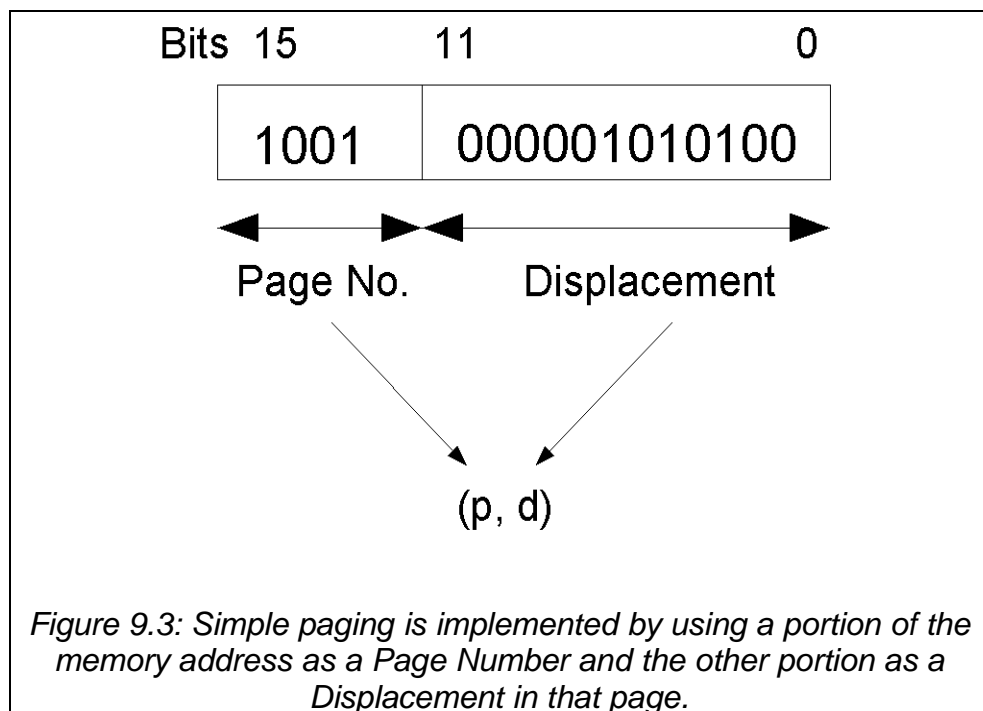 Bits 15 11 0
1001 000001010100
Page No. Displacement
(p, d)
Figure 9.3: Simple paging is implemented by using a portion of the
memory address as a Page Number and the other portion as a
Displacement in that page.